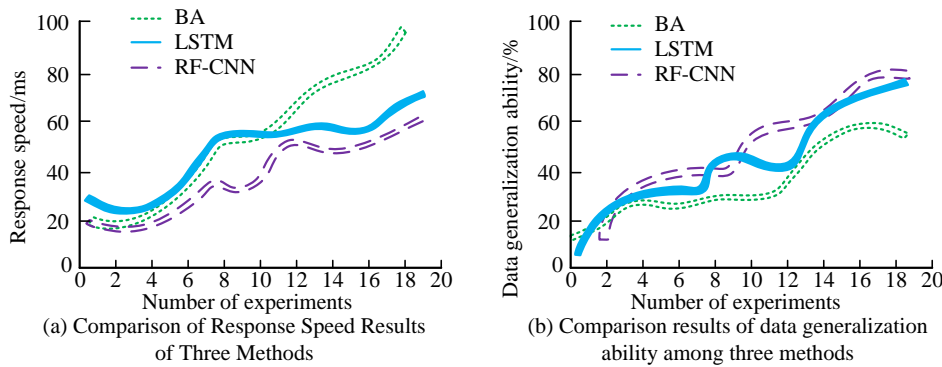 100
80
60
40
20
0
Response speed/ms
BA
LSTM
RF-CNN
0 2 4 6 8 10 12 14 16 18 20
Number of experiments
(a) Comparison of Response Speed Results
of Three Methods
100
80
60
40
20
0
Data generalization ability/%
BA
LSTM
RF-CNN
0 2 4 6 8 10 12 14 16 18 20
Number of experiments
(b) Comparison results of data generalization
ability among three methods